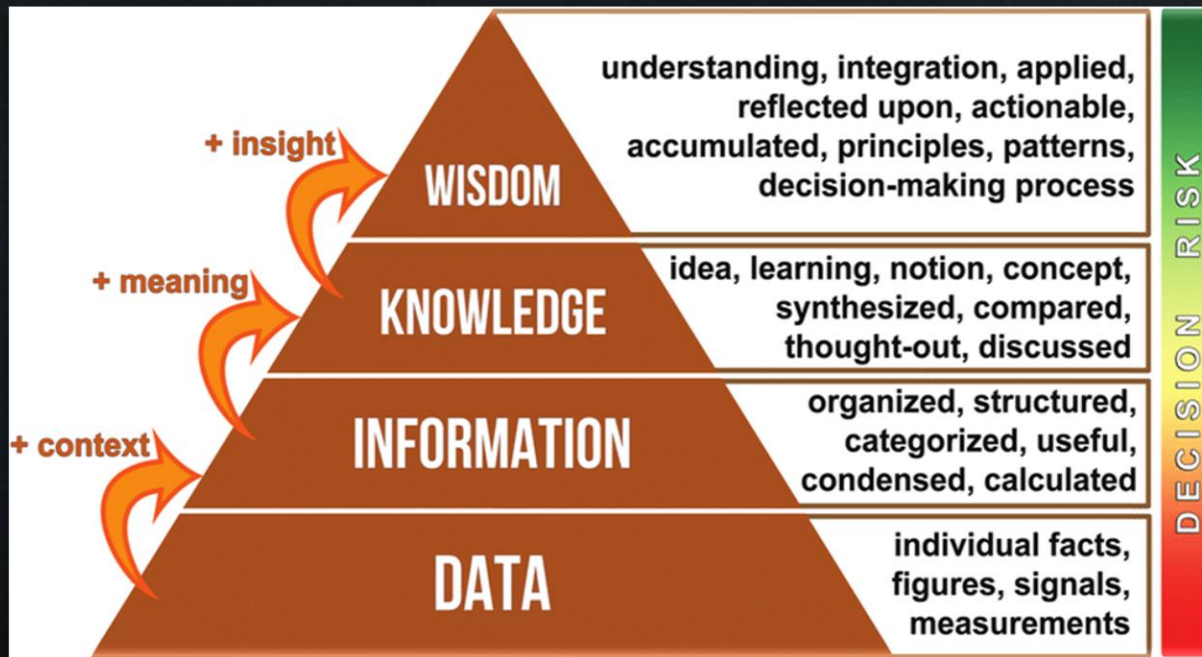 + insight
WISDOM
understanding, integration, applied,
reflected upon, actionable,
accumulated, principles, patterns,
decision-making process
+ meaning
KNOWLEDGE
idea, learning, notion, concept,
synthesized, compared,
thought-out, discussed
+ context
INFORMATION
organized, structured,
categorized, useful,
condensed, calculated
DATA
individual facts,
figures, signals,
measurements
DECISION RISK